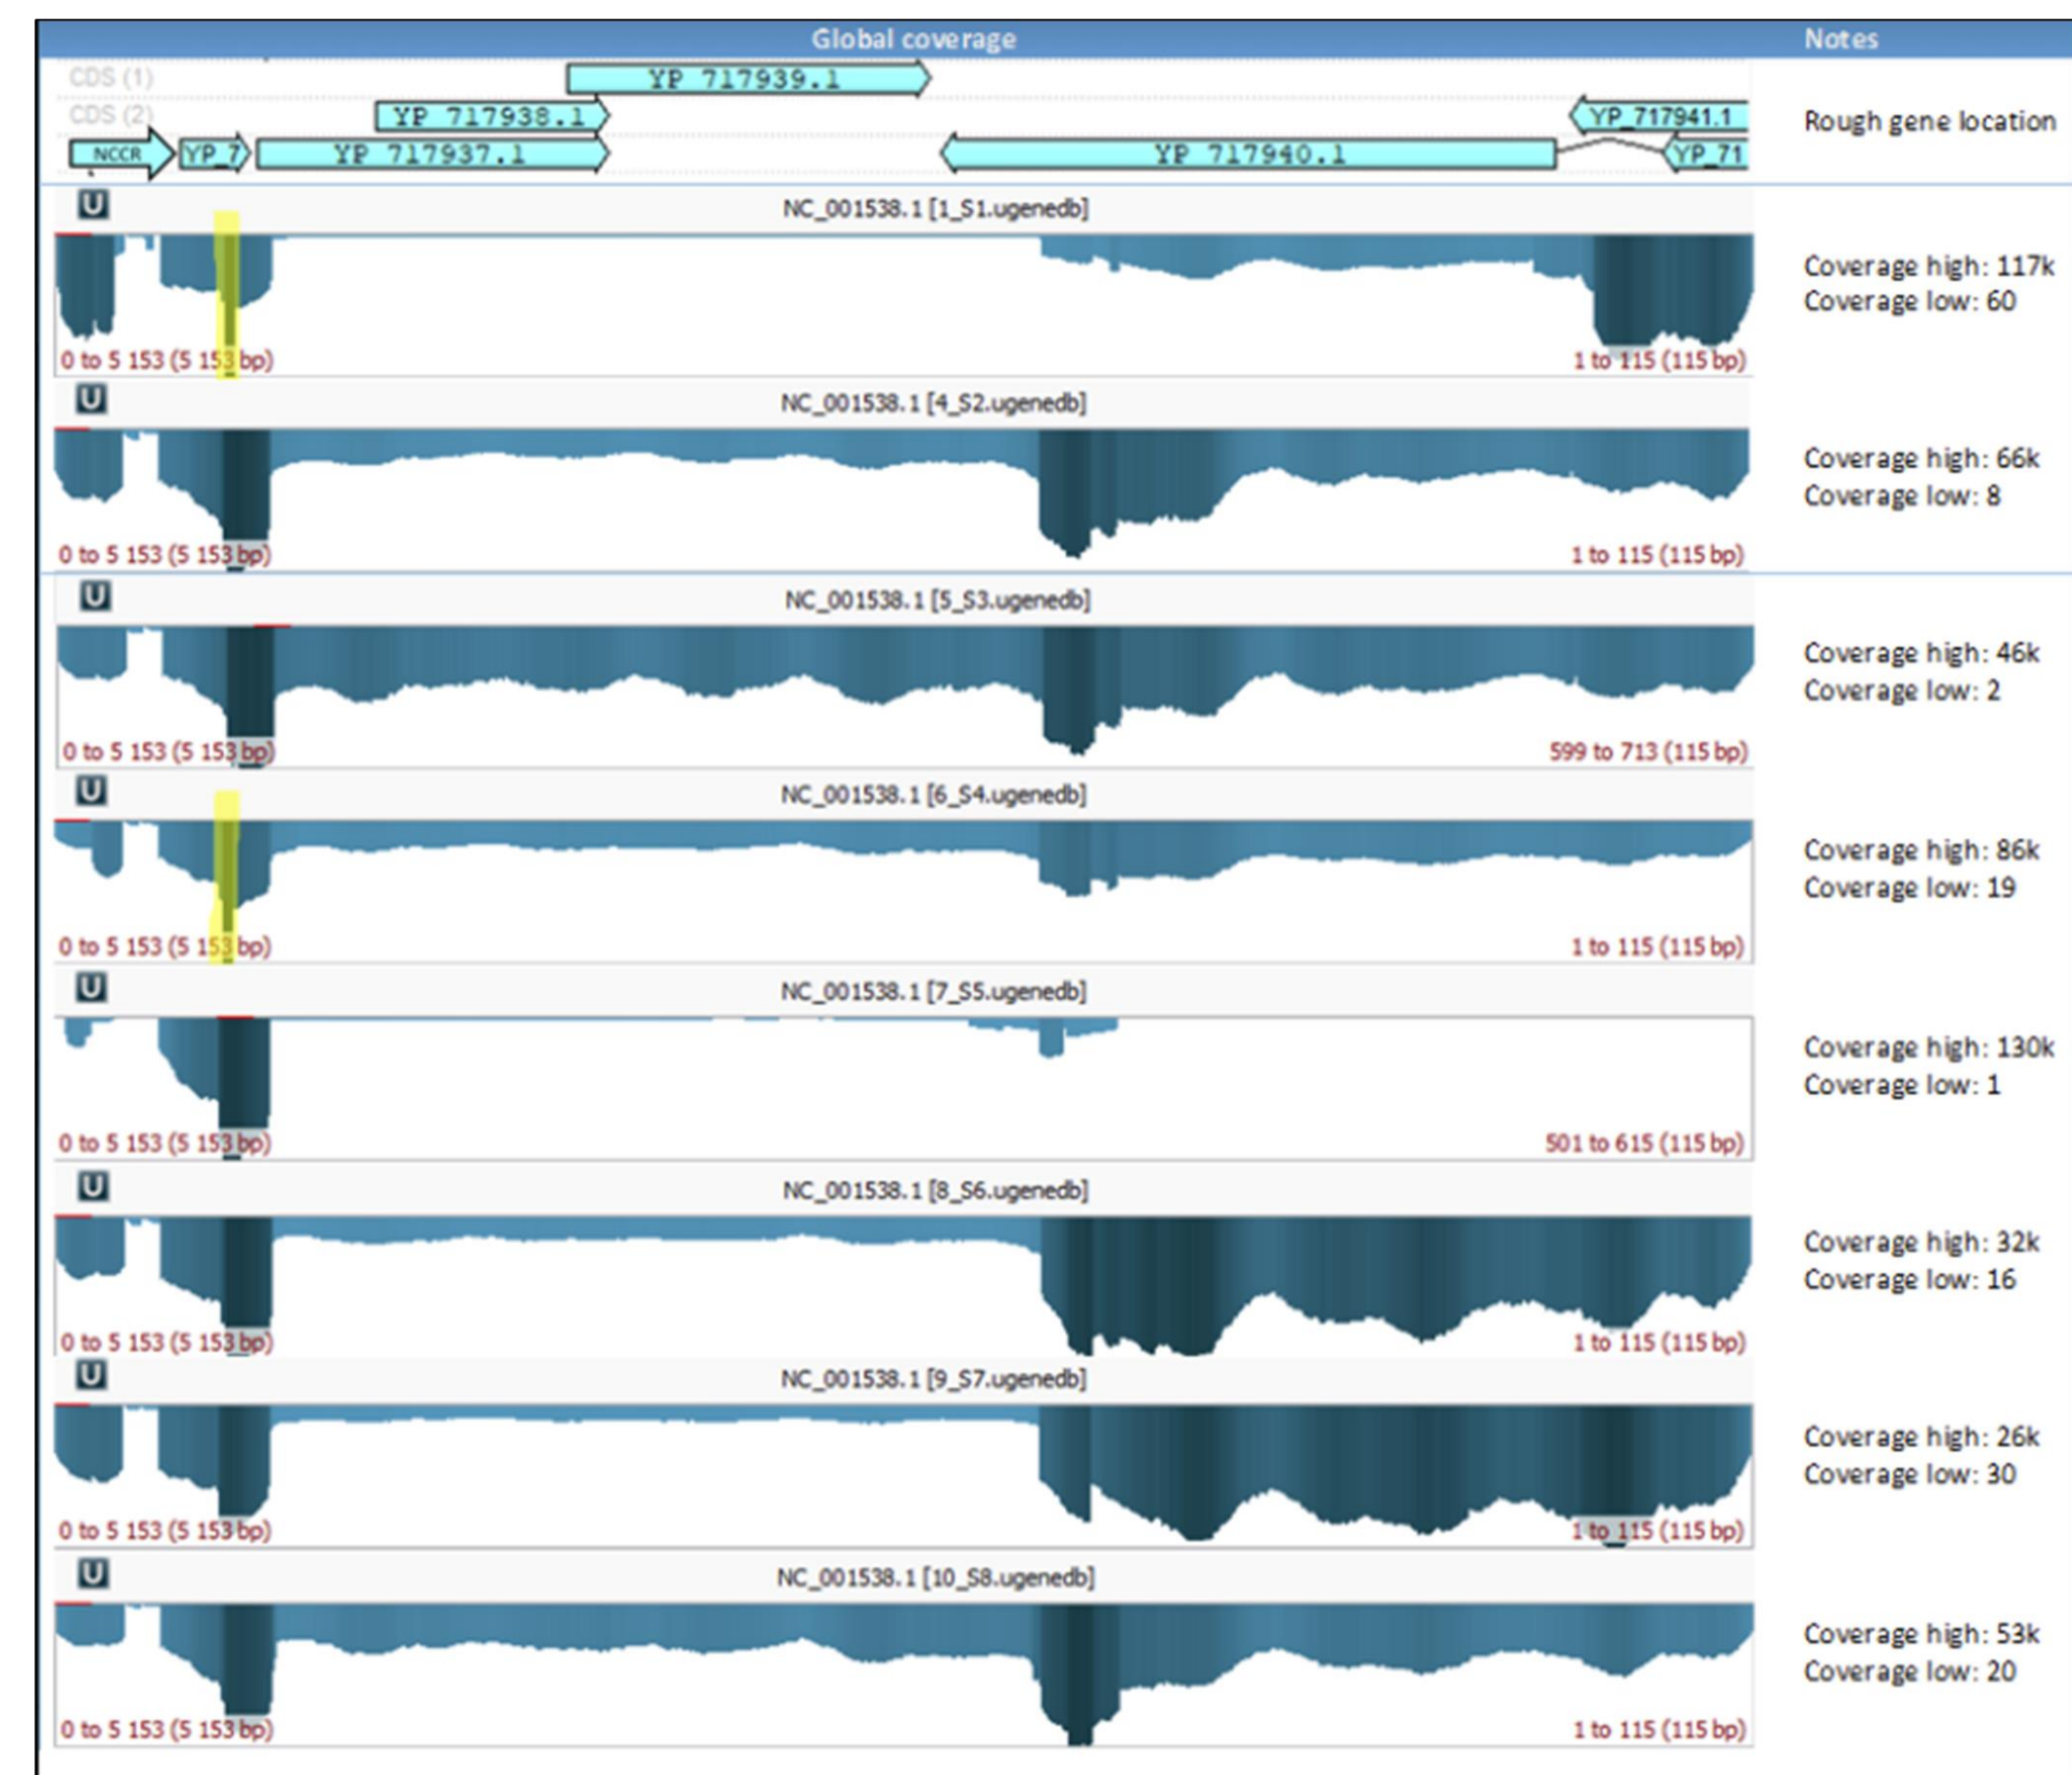 Global coverage Notes
CDS (1) YP 717939.1
CDS (2) YP 717938.1 YP_717941.1 Rough gene location
NCCR YP_7 YP 717937.1 YP 717940.1 YP_71
U NC_001538.1 [1_S1.ugenedb]
Coverage high: 117k
Coverage low: 60
0 to 5 153 (5 153 bp) 1 to 115 (115 bp)
U NC_001538.1 [4_S2.ugenedb]
Coverage high: 66k
Coverage low: 8
0 to 5 153 (5 153 bp) 1 to 115 (115 bp)
U NC_001538.1 [5_S3.ugenedb]
Coverage high: 46k
Coverage low: 2
0 to 5 153 (5 153 bp) 599 to 713 (115 bp)
U NC_001538.1 [6_S4.ugenedb]
Coverage high: 86k
Coverage low: 19
0 to 5 153 (5 153 bp) 1 to 115 (115 bp)
U NC_001538.1 [7_S5.ugenedb]
Coverage high: 130k
Coverage low: 1
0 to 5 153 (5 153 bp) 501 to 615 (115 bp)
U NC_001538.1 [8_S6.ugenedb]
Coverage high: 32k
Coverage low: 16
0 to 5 153 (5 153 bp) 1 to 115 (115 bp)
U NC_001538.1 [9_S7.ugenedb]
Coverage high: 26k
Coverage low: 30
0 to 5 153 (5 153 bp) 1 to 115 (115 bp)
U NC_001538.1 [10_S8.ugenedb]
Coverage high: 53k
Coverage low: 20
0 to 5 153 (5 153 bp) 1 to 115 (115 bp)